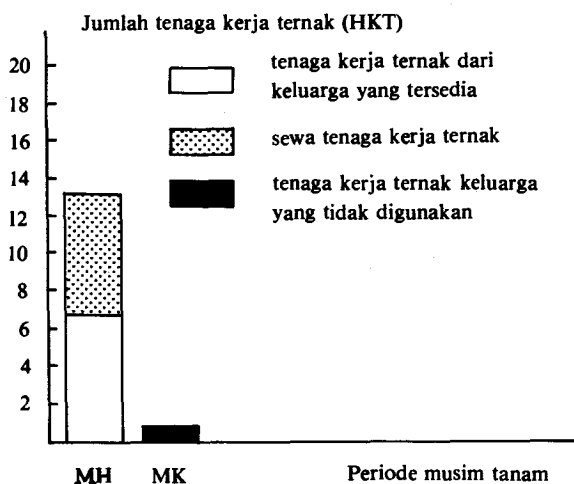 Jumlah tenaga kerja ternak (HKT)
20
18
16
14
12
10
8
6
4
2
tenaga kerja ternak dari
keluarga yang tersedia
sewa tenaga kerja ternak
tenaga kerja ternak keluarga
yang tidak digunakan
MH MK Periode musim tanam